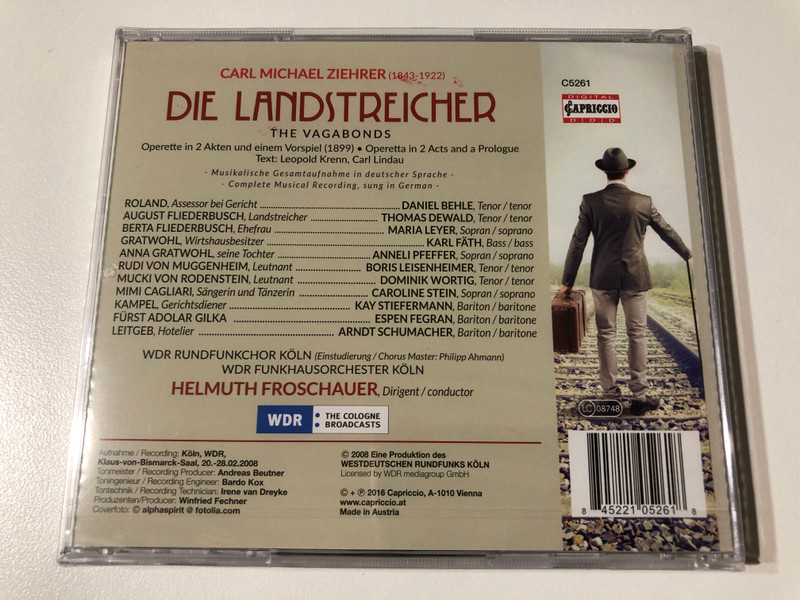 CARL MICHAEL ZIEHRER (1843-1922)
DIE LANDSTREICHER
THE VAGABONDS
Operette in 2 Akten und einem Vorspiel (1899) • Operetta in 2 Acts and a Prologue
Text: Leopold Krenn, Carl Lindau
- Musikalische Gesamtaufnahme in deutscher Sprache -
- Complete Musical Recording, sung in German -
ROLAND, Assessor bei Gericht ........ DANIEL BEHLE, Tenor / tenor
AUGUST FLIEDERBUSCH, Landstreicher ........ THOMAS DEWALD, Tenor / tenor
BERTA FLIEDERBUSCH, Ehefrau ........ MARIA LEYER, Sopran / soprano
GRATWOHL, Wirtshausbesitzer ........ KARL FÄTH, Bass / bass
ANNA GRATWOHL, seine Tochter ........ ANNELI PFEFFER, Sopran / soprano
RUDI VON MUGGENHEIM, Leutnant ........ BORIS LEISENHEIMER, Tenor / tenor
MUCKI VON RODENSTEIN, Leutnant ........ DOMINIK WORTIG, Tenor / tenor
MIMI CAGLIARI, Sängerin und Tänzerin ........ CAROLINE STEIN, Sopran / soprano
KAMPEL, Gerichtsdiener ........ KAY STIEFERMANN, Bariton / baritone
FÜRST ADOLAR GILKA ........ ESPEN FEGRAN, Bariton / baritone
LEITGEB, Hotelier ........ ARNDT SCHUMACHER, Bariton / baritone
WDR RUNDFUNKCHOR KÖLN (Einstudierung / Chorus Master: Philipp Ahmann)
WDR FUNKHAUSORCHESTER KÖLN
HELMUTH FROSCHAUER, Dirigent / conductor
WDR THE COLOGNE
BROADCASTS
Aufnahme / Recording: Köln, WDR,
Klaus-von-Bismarck-Saal, 20.-28.02.2008
Tonmeister / Recording Producer: Andreas Beutner
Toningenieur / Recording Engineer: Bardo Kox
Tontechnik / Recording Technician: Irene van Dreyke
Produzenten/Producer: Winfried Fechner
Coverfoto: © alphaspirit @ fotolia.com
© 2008 Eine Produktion des
WESTDEUTSCHEN RUNDFUNKS KÖLN
Licensed by WDR mediagroup GmbH
© + ℗ 2016 Capriccio, A-1010 Vienna
www.capriccio.at
Made in Austria
C5261
DIGITAL
CAPRICCIO
D D D
LC 08748
8 45221 05261 8